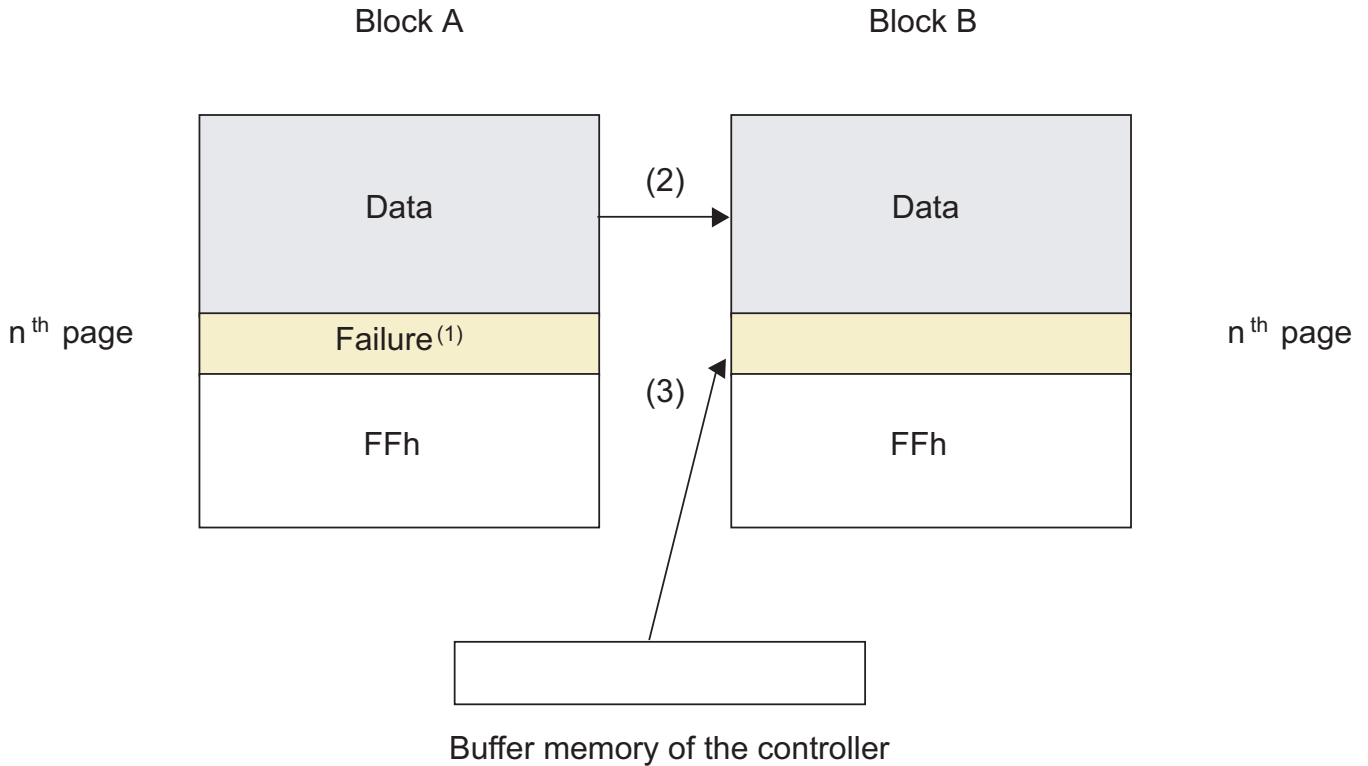 Block A
Block B
Data
(2)
Data
n th page
Failure (1)
n th page
(3)
FFh
FFh
Buffer memory of the controller